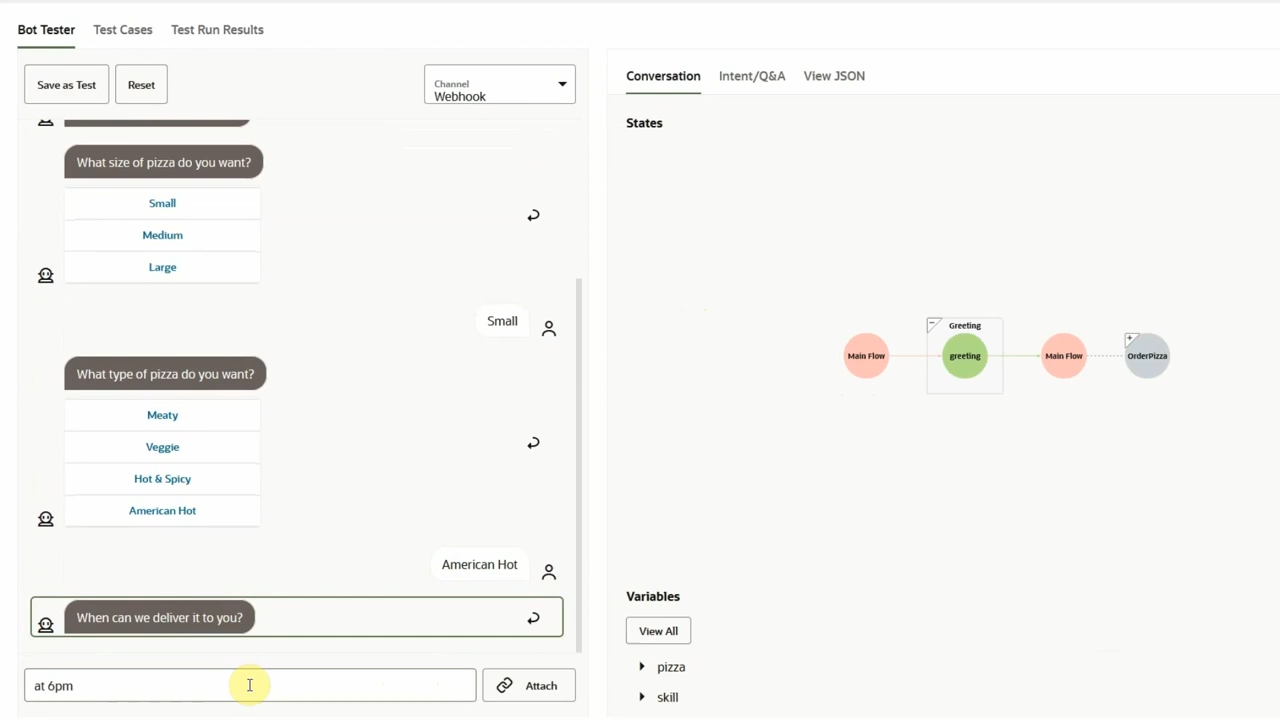 Bot Tester
Test Cases
Test Run Results
Save as Test
Reset
Channel
Webhook
What size of pizza do you want?
Small
Medium
Large
Small
What type of pizza do you want?
Meaty
Veggie
Hot & Spicy
American Hot
American Hot
When can we deliver it to you?
at 6pm
Attach
Conversation
Intent/Q&A
View JSON
States
Greeting
Main Flow
greeting
Main Flow
OrderPizza
Variables
View All
pizza
skill